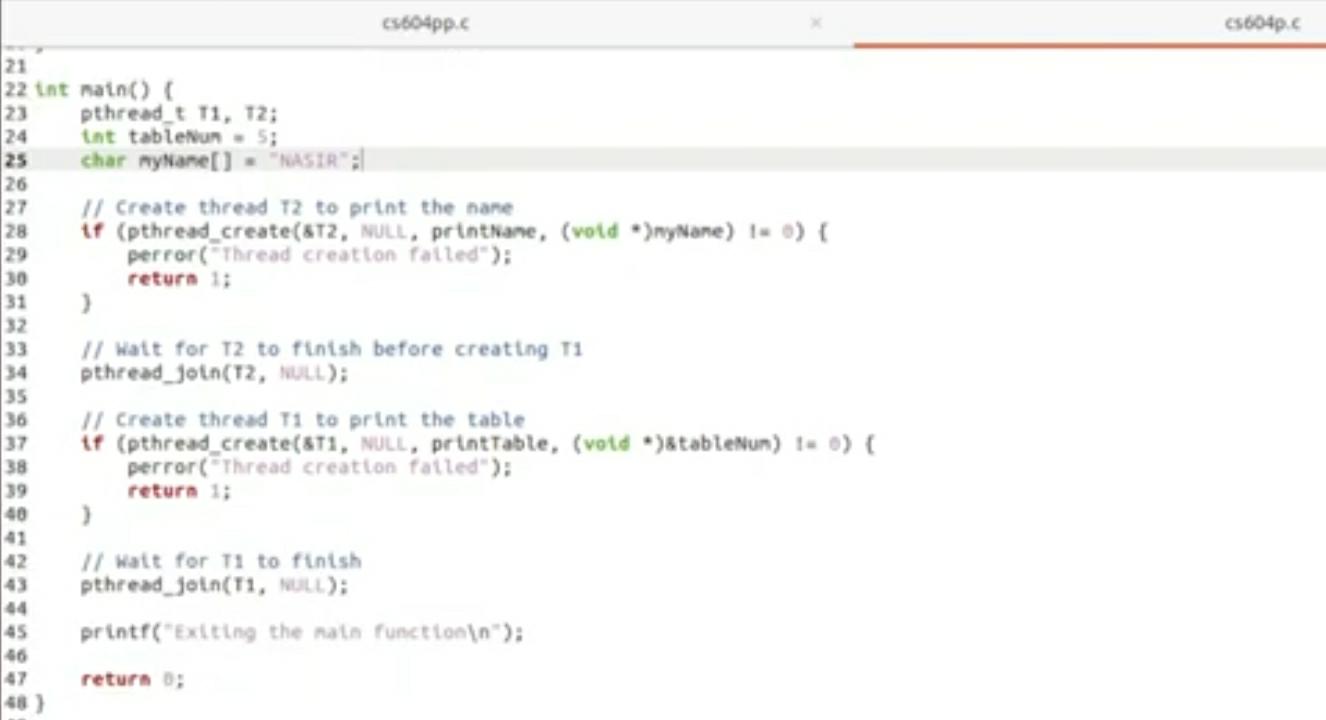 cs604pp.c × cs604p.c
21
22 int main() {
23     pthread_t T1, T2;
24     int tableNum = 5;
25     char myName[] = "NASIR";
26
27     // Create thread T2 to print the name
28     if (pthread_create(&T2, NULL, printName, (void *)myName) != 0) {
29         perror("Thread creation failed");
30         return 1;
31     }
32
33     // Wait for T2 to finish before creating T1
34     pthread_join(T2, NULL);
35
36     // Create thread T1 to print the table
37     if (pthread_create(&T1, NULL, printTable, (void *)&tableNum) != 0) {
38         perror("Thread creation failed");
39         return 1;
40     }
41
42     // Wait for T1 to finish
43     pthread_join(T1, NULL);
44
45     printf("Exiting the main function\n");
46
47     return 0;
48 }